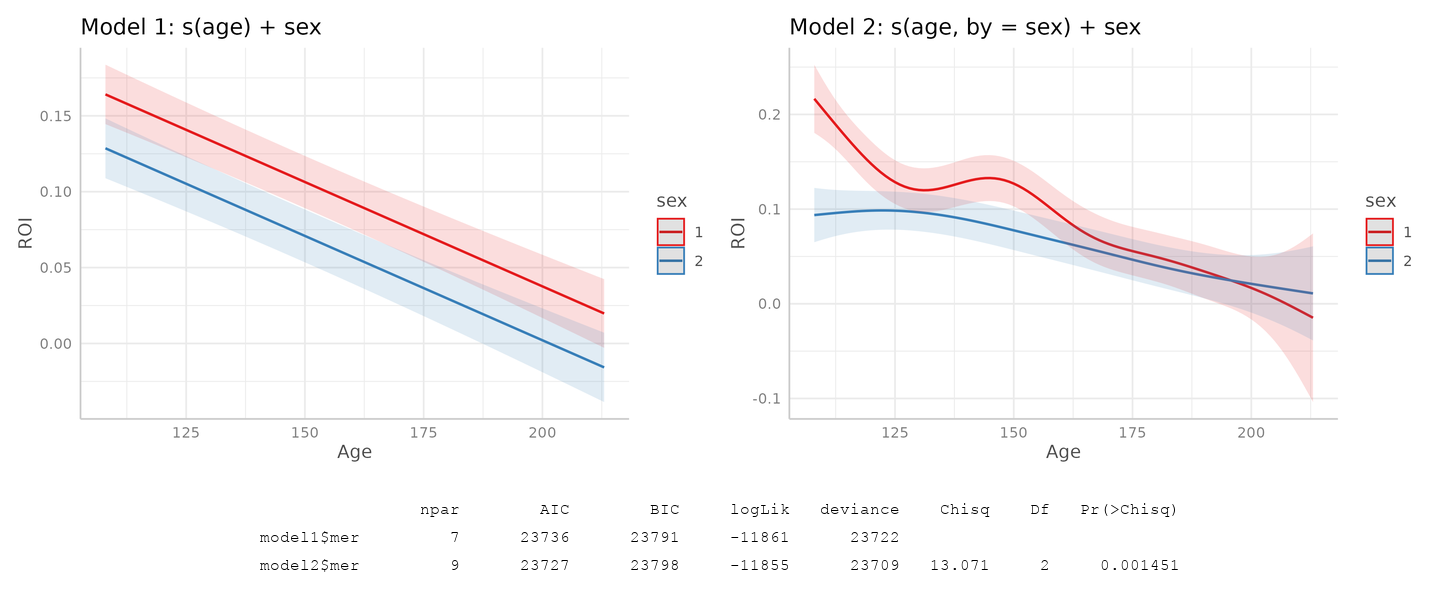 Model 1: s(age) + sex
ROI
0.15
0.10
0.05
0.00
125 150 175 200
Age
sex
1
2
Model 2: s(age, by = sex) + sex
ROI
0.2
0.1
0.0
-0.1
125 150 175 200
Age
sex
1
2
npar AIC BIC logLik deviance Chisq Df Pr(>Chisq)
model1$mer 7 23736 23791 -11861 23722
model2$mer 9 23727 23798 -11855 23709 13.071 2 0.001451